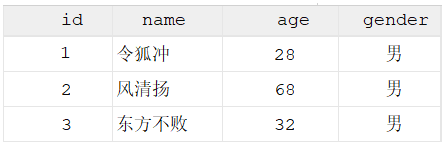 id name age gender
1 令狐冲 28 男
2 风清扬 68 男
3 东方不败 32 男